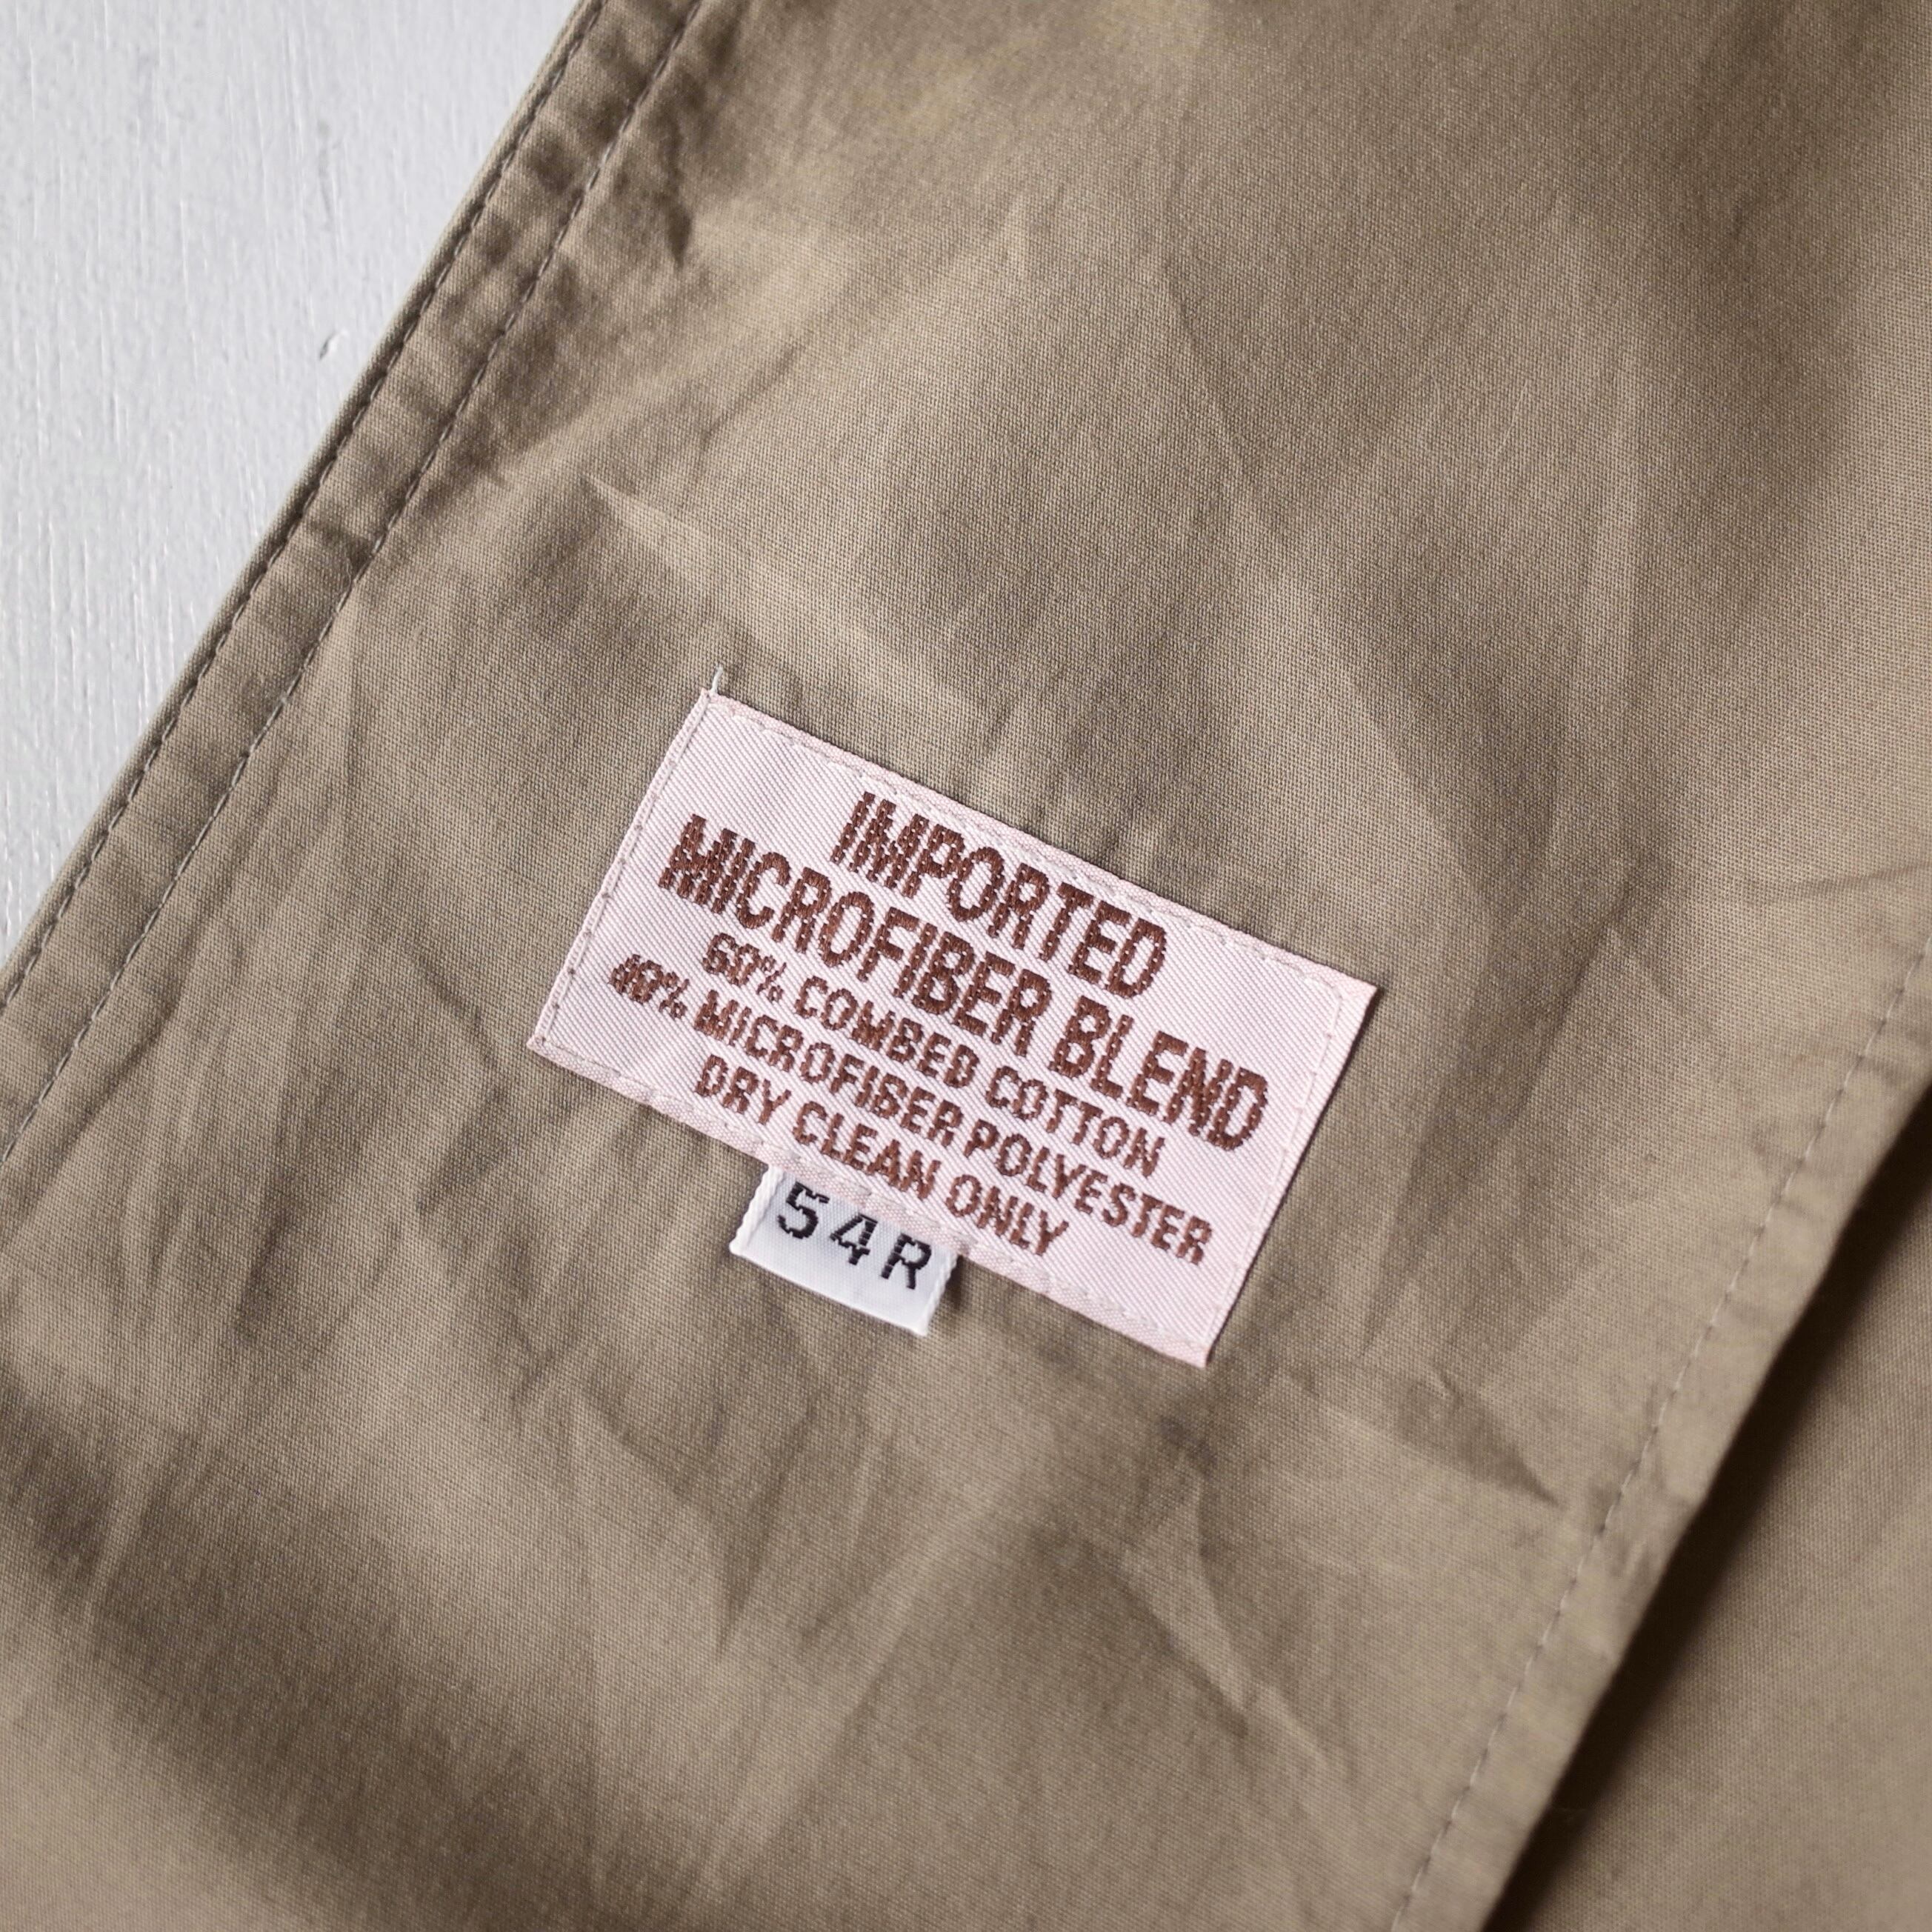 IMPORTED
MICROFIBER BLEND
60% COMBED COTTON
40% MICROFIBER POLYESTER
DRY CLEAN ONLY
54R